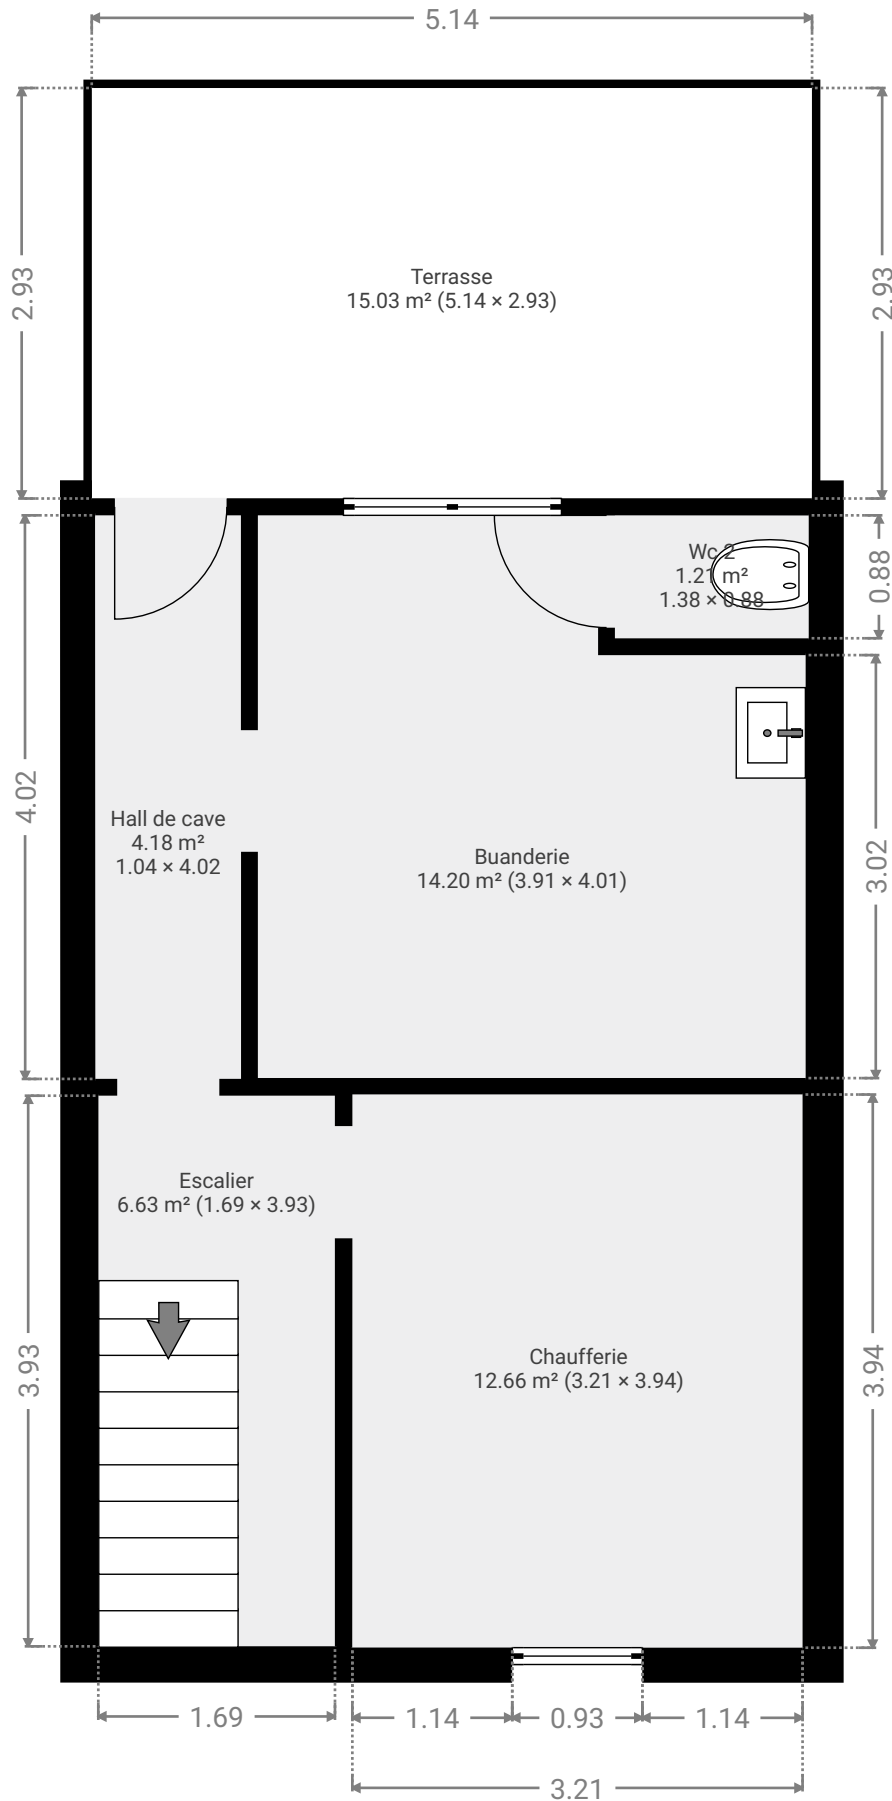 5.14
2.93
2.93
Terrasse
15.03 m² (5.14 × 2.93)
Wc 2
1.21 m²
1.38 × 0.88
0.88
4.02
Hall de cave
4.18 m²
1.04 × 4.02
Buanderie
14.20 m² (3.91 × 4.01)
3.02
Escalier
6.63 m² (1.69 × 3.93)
3.93
Chaufferie
12.66 m² (3.21 × 3.94)
3.94
1.69
1.14
0.93
1.14
3.21